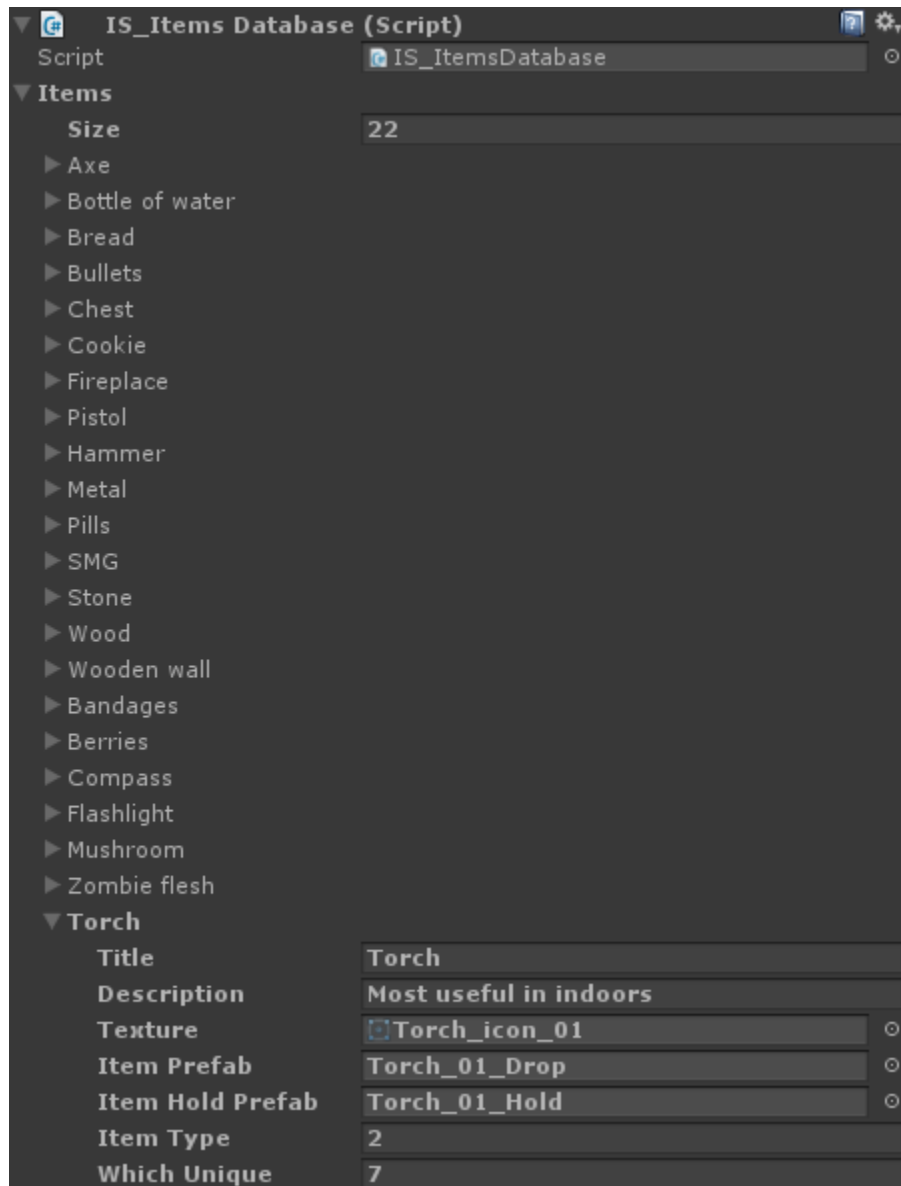 IS_Items Database (Script)
Script IS_ItemsDatabase
Items
Size 22
Axe
Bottle of water
Bread
Bullets
Chest
Cookie
Fireplace
Pistol
Hammer
Metal
Pills
SMG
Stone
Wood
Wooden wall
Bandages
Berries
Compass
Flashlight
Mushroom
Zombie flesh
Torch
Title Torch
Description Most useful in indoors
Texture Torch_icon_01
Item Prefab Torch_01_Drop
Item Hold Prefab Torch_01_Hold
Item Type 2
Which Unique 7